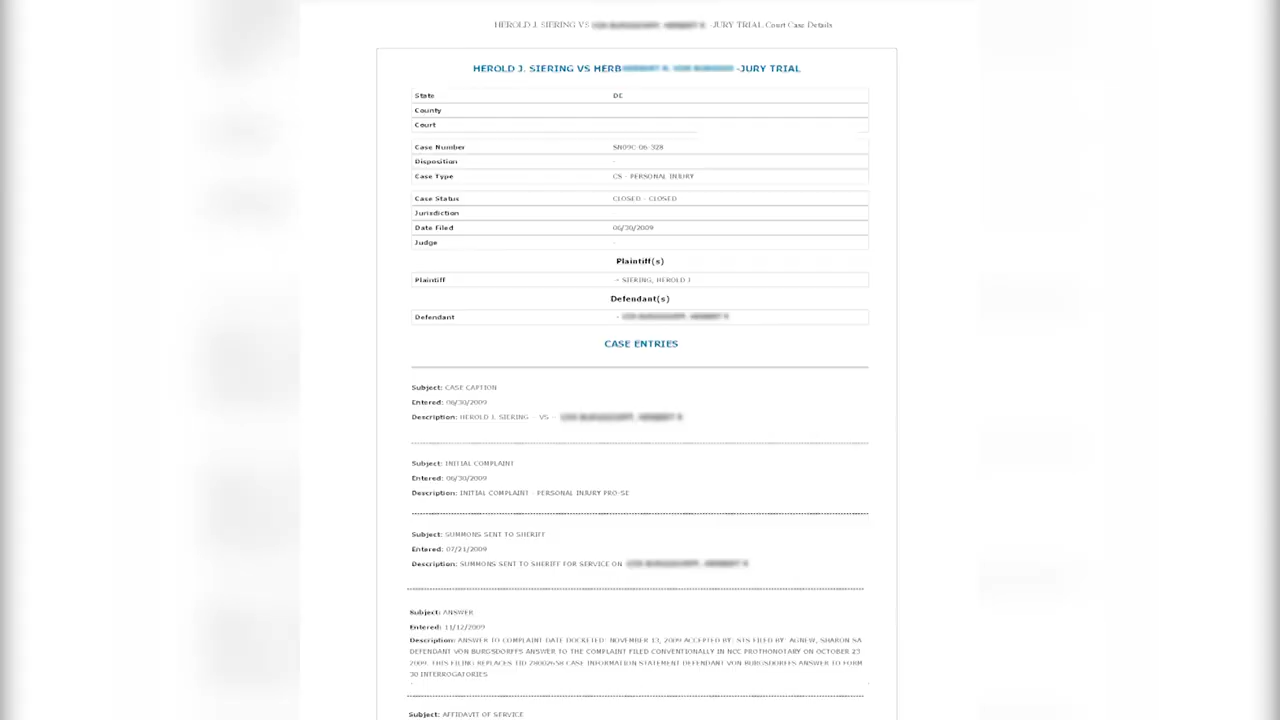 HEROLD J. SIERING VS -JURY TRIAL Court Case Details
HEROLD J. SIERING VS HERB -JURY TRIAL
State DE
County
Court
Case Number SN09C-06-328
Disposition -
Case Type CS - PERSONAL INJURY
Case Status CLOSED - CLOSED
Jurisdiction
Date Filed 06/30/2009
Judge -
Plaintiff(s)
Plaintiff - SIERING, HEROLD J
Defendant(s)
Defendant -
CASE ENTRIES
Subject: CASE CAPTION
Entered: 06/30/2009
Description: HEROLD J. SIERING - VS -
Subject: INITIAL COMPLAINT
Entered: 06/30/2009
Description: INITIAL COMPLAINT - PERSONAL INJURY PRO-SE
Subject: SUMMONS SENT TO SHERIFF
Entered: 07/21/2009
Description: SUMMONS SENT TO SHERIFF FOR SERVICE ON
Subject: ANSWER
Entered: 11/12/2009
Description: ANSWER TO COMPLAINT DATE DOCKETED: NOVEMBER 13, 2009 ACCEPTED BY: STS FILED BY: AGNEW, SHARON SA
DEFENDANT VON BURGSDORFFS ANSWER TO THE COMPLAINT FILED CONVENTIONALLY IN NCC PROTHONOTARY ON OCTOBER 23
2009. THIS FILING REPLACES TID 28002658 CASE INFORMATION STATEMENT DEFENDANT VON BURGSDORFFS ANSWER TO FORM
30 INTERROGATORIES
Subject: AFFIDAVIT OF SERVICE